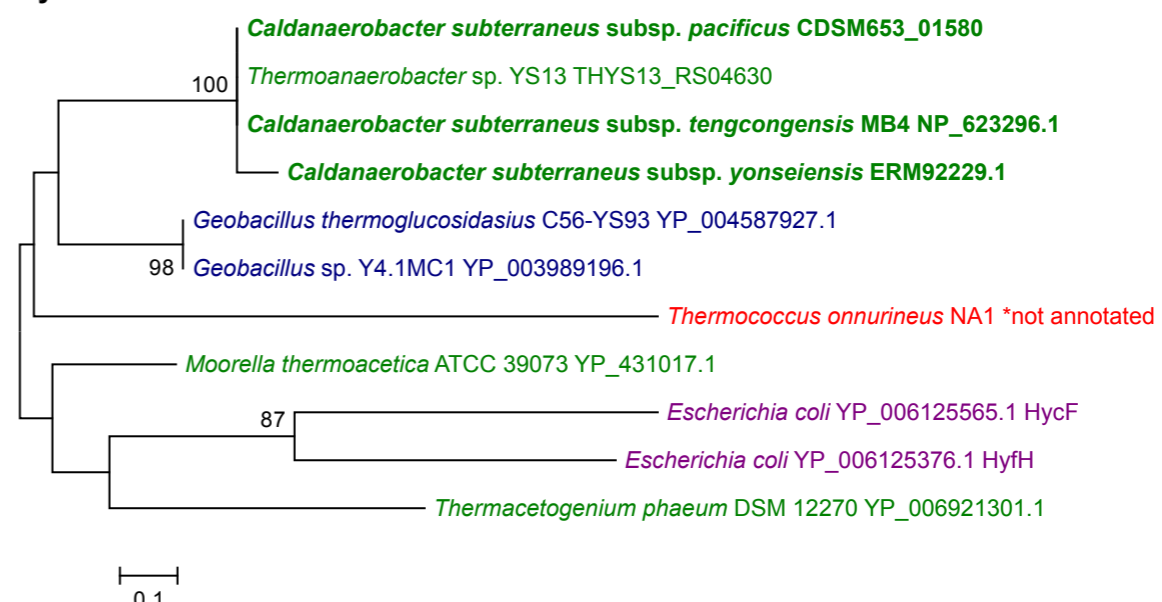 Caldanaerobacter subterraneus subsp. pacificus CDSM653_01580
100
Thermoanaerobacter sp. YS13 THYS13_RS04630
Caldanaerobacter subterraneus subsp. tengcongensis MB4 NP_623296.1
Caldanaerobacter subterraneus subsp. yonseiensis ERM92229.1
Geobacillus thermoglucosidasius C56-YS93 YP_004587927.1
98
Geobacillus sp. Y4.1MC1 YP_003989196.1
Thermococcus onnurineus NA1 *not annotated
Moorella thermoacetica ATCC 39073 YP_431017.1
87
Escherichia coli YP_006125565.1 HycF
Escherichia coli YP_006125376.1 HyfH
Thermacetogenium phaeum DSM 12270 YP_006921301.1
0.1